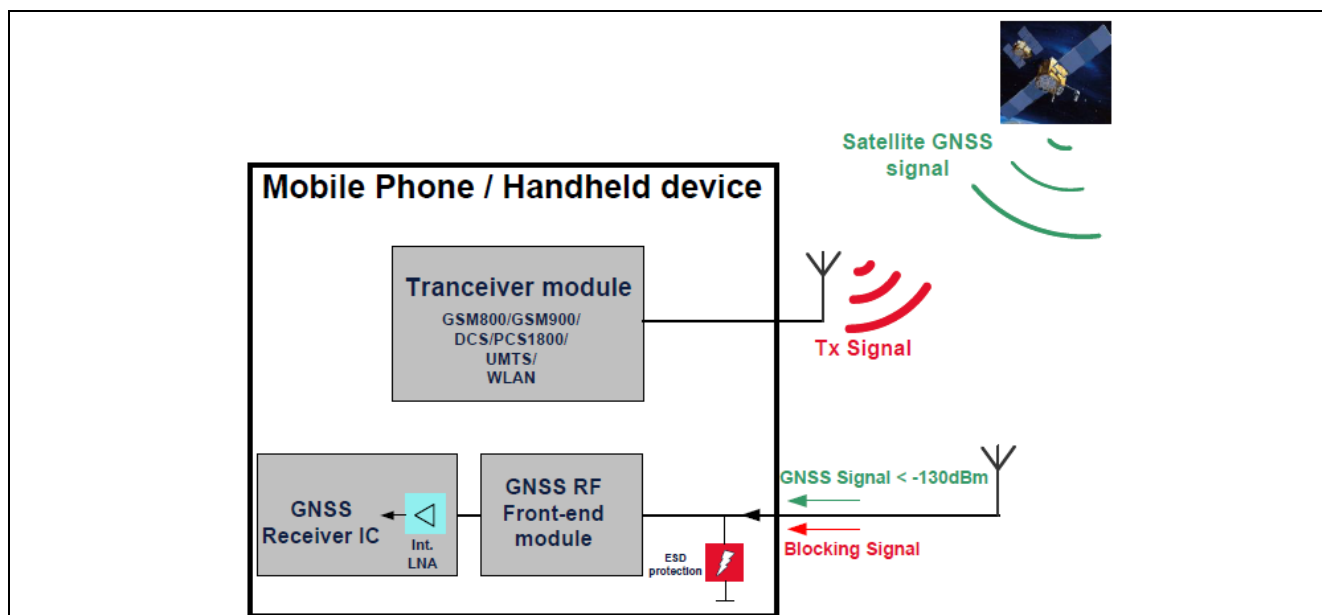 Satellite GNSS
signal
Mobile Phone / Handheld device
Tranceiver module
GSM800/GSM900/
DCS/PCS1800/
UMTS/
WLAN
Tx Signal
GNSS
Receiver IC
Int.
LNA
GNSS RF
Front-end
module
ESD
protection
GNSS Signal < -130dBm
Blocking Signal